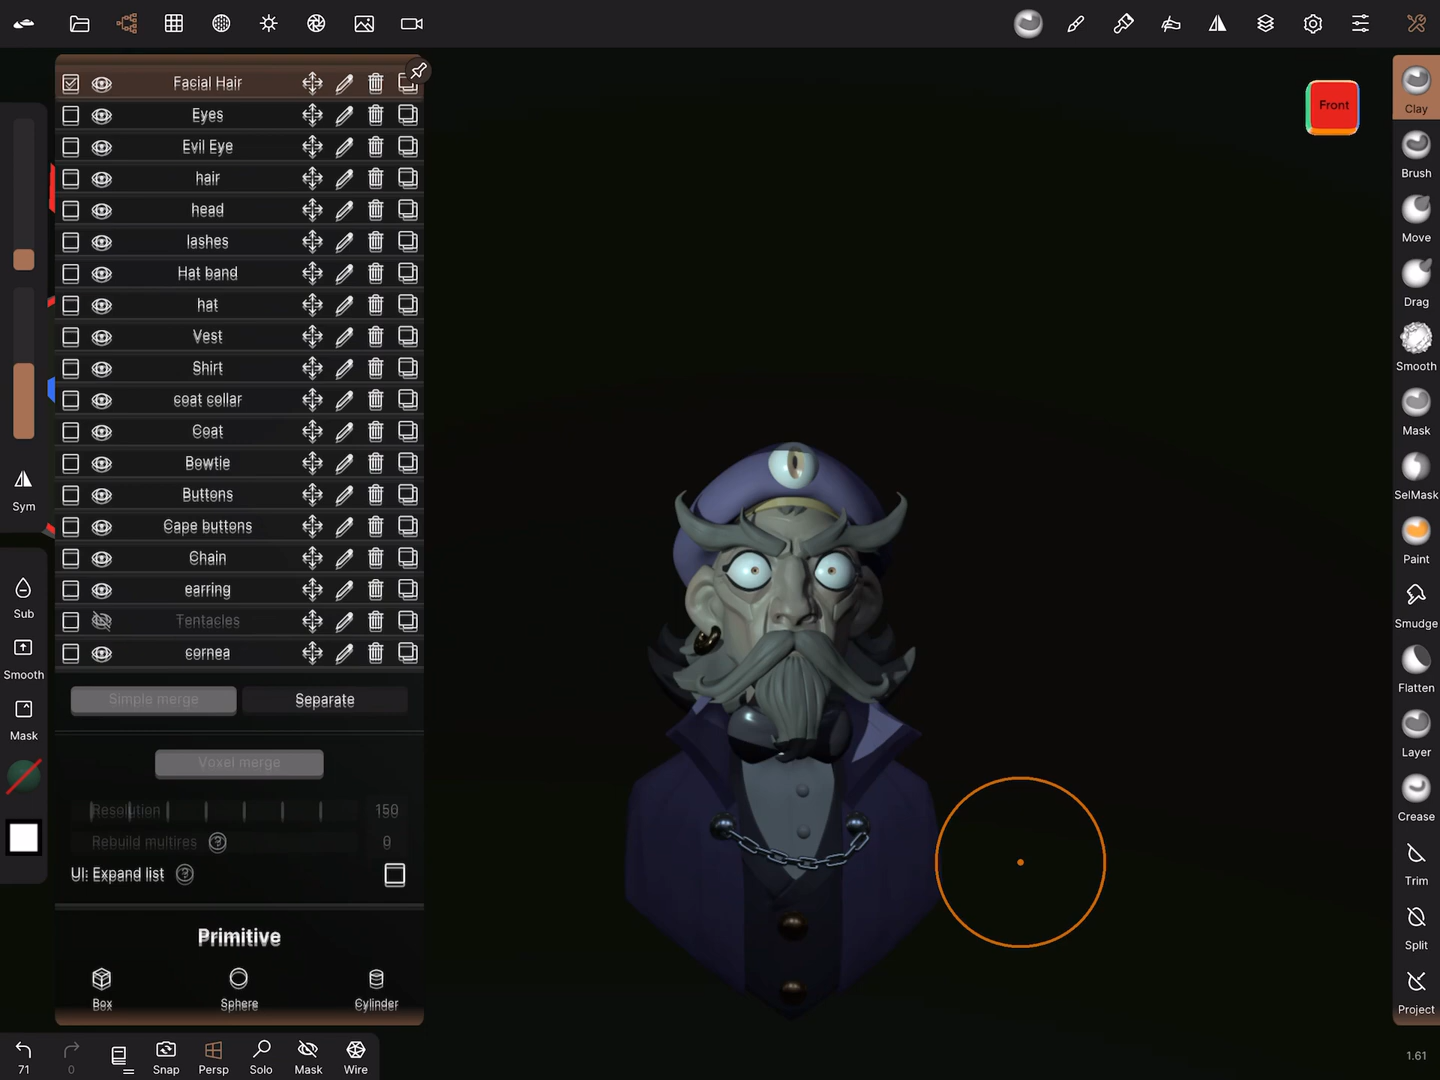 Facial Hair
Eyes
Evil Eye
hair
head
lashes
Hat band
hat
Vest
Shirt
coat collar
Coat
Bowtie
Buttons
Cape buttons
Chain
earring
Tentacles
cornea
Simple merge Separate
Voxel merge
Resolution 150
Rebuild multires ? 0
UI: Expand list ?
Primitive
Box Sphere Cylinder
Sym
Sub
Smooth
Mask
Front
Clay
Brush
Move
Drag
Smooth
Mask
SelMask
Paint
Smudge
Flatten
Layer
Crease
Trim
Split
Project
71 0 Snap Persp Solo Mask Wire
1.61